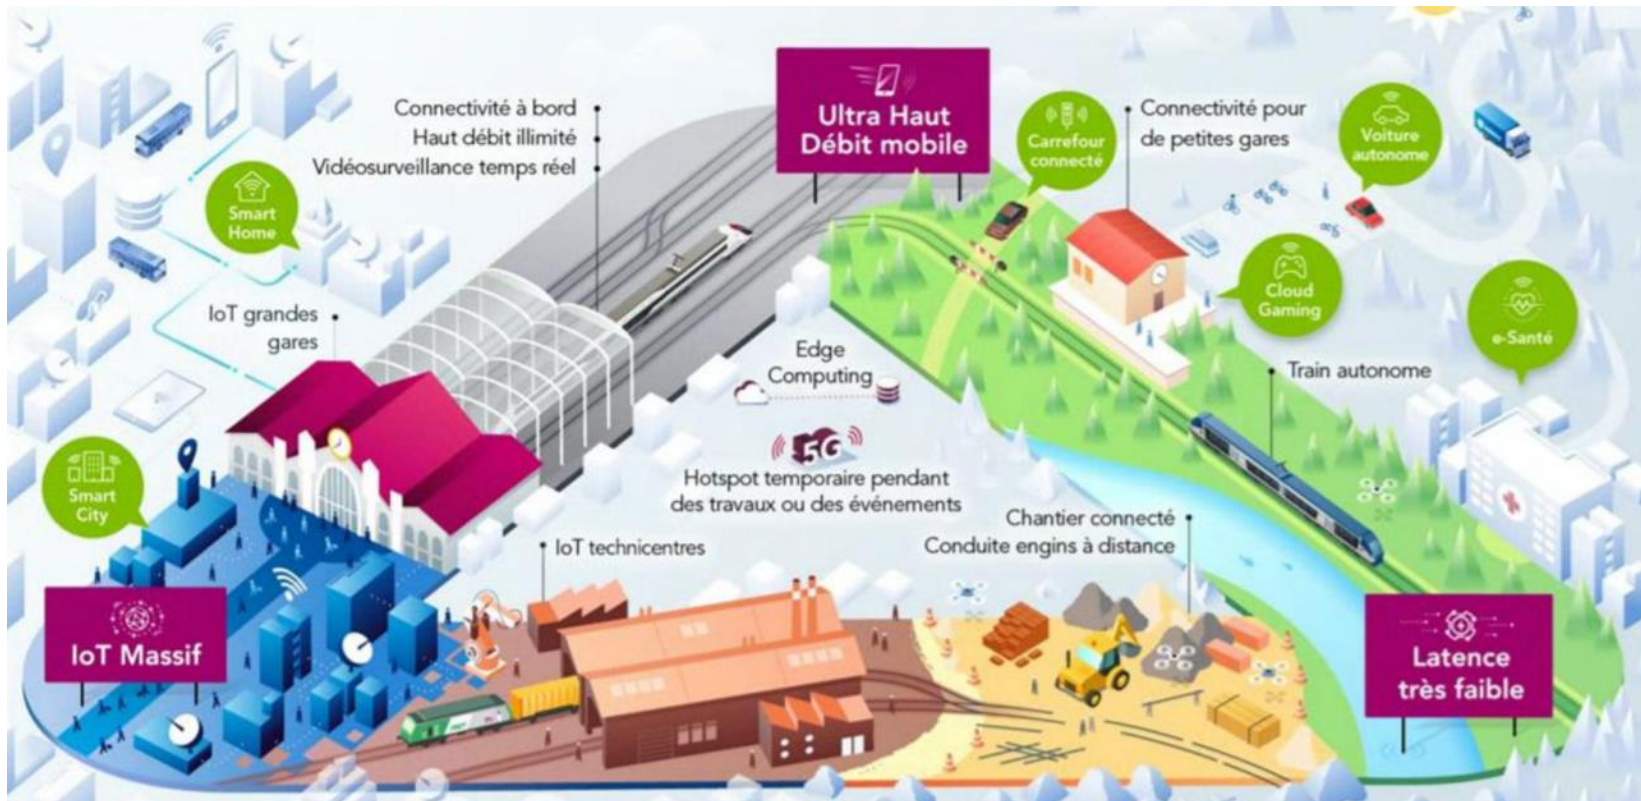 Ultra Haut
Débit mobile
Connectivité à bord
Haut débit illimité
Vidéosurveillance temps réel
Carrefour
connecté
Connectivité pour
de petites gares
Voiture
autonome
Smart
Home
Cloud
Gaming
e-Santé
IoT grandes
gares
Edge
Computing
Train autonome
5G
Hotspot temporaire pendant
des travaux ou des événements
Smart
City
IoT technicentres
Chantier connecté
Conduite engins à distance
IoT Massif
Latence
très faible